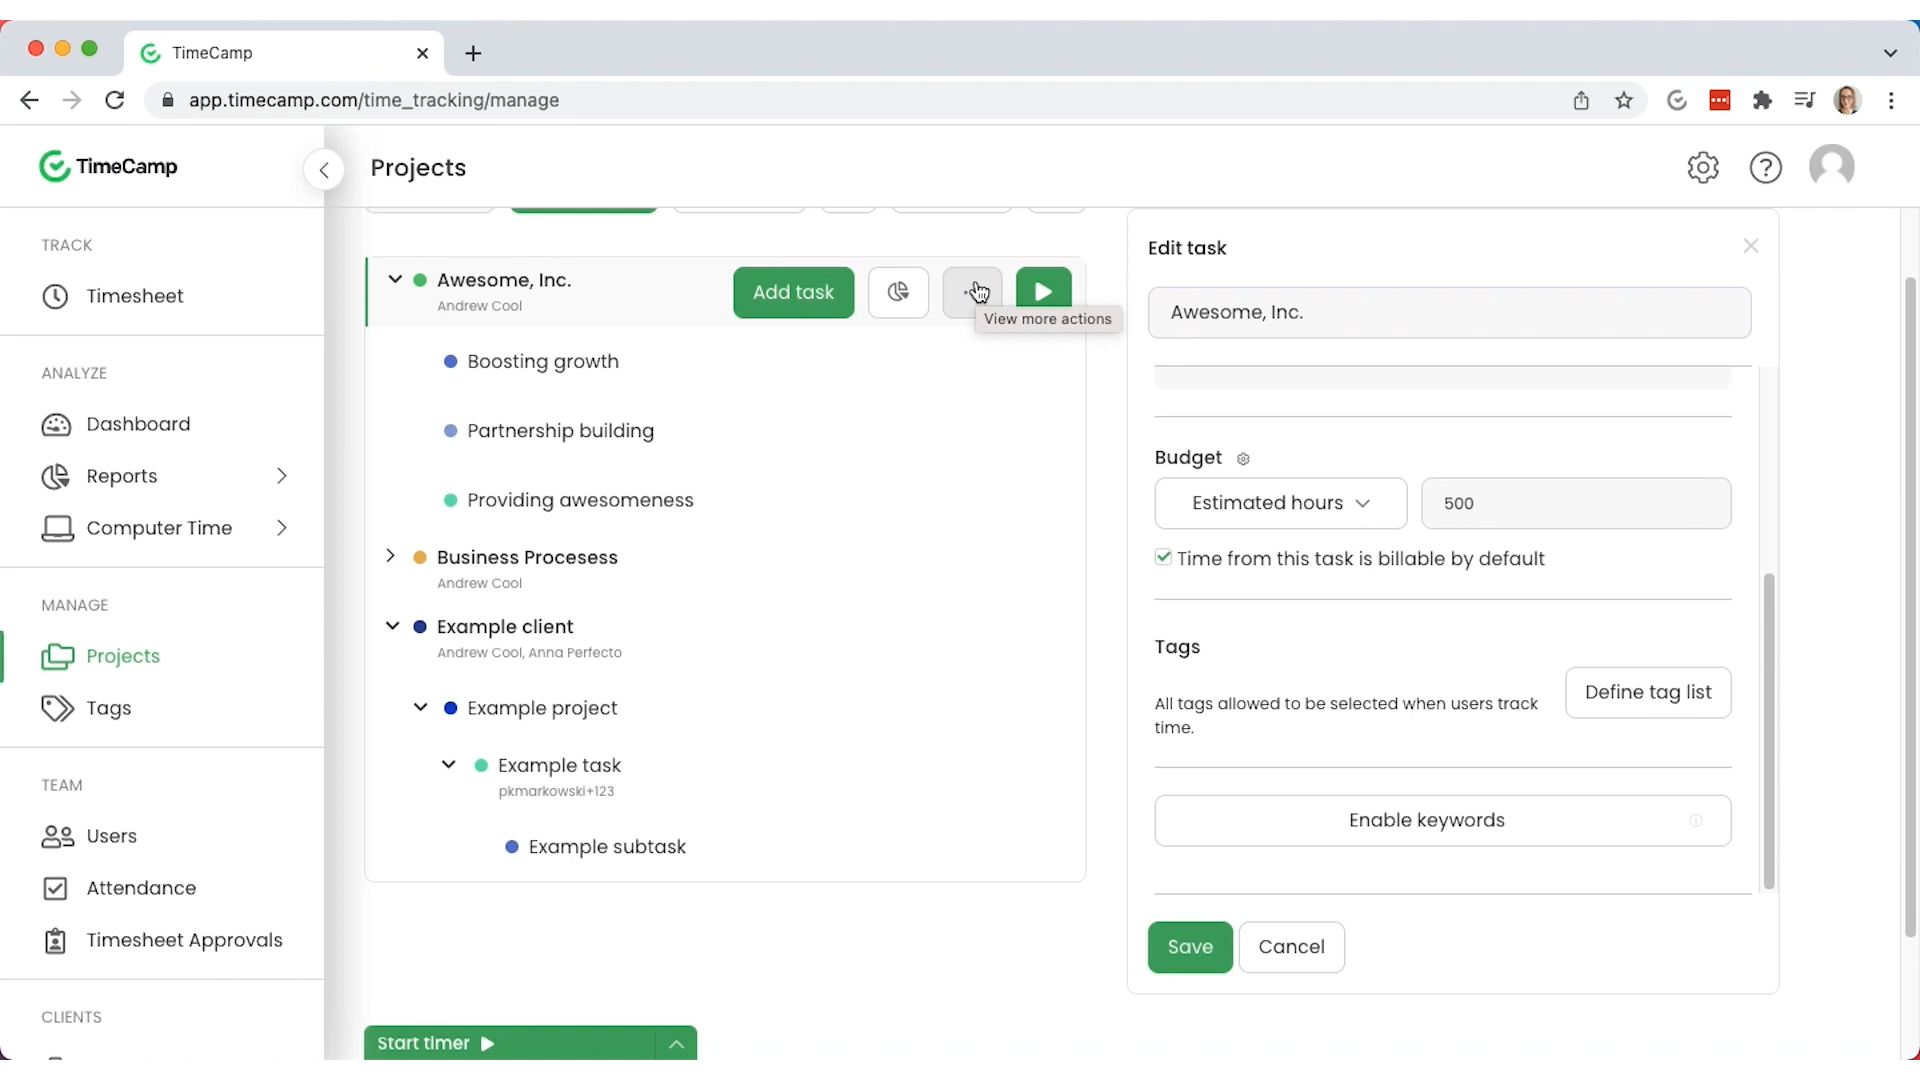 TimeCamp
app.timecamp.com/time_tracking/manage
TimeCamp
Projects
TRACK
Timesheet
ANALYZE
Dashboard
Reports
Computer Time
MANAGE
Projects
Tags
TEAM
Users
Attendance
Timesheet Approvals
CLIENTS
Awesome, Inc.
Andrew Cool
Add task
View more actions
Boosting growth
Partnership building
Providing awesomeness
Business Procesess
Andrew Cool
Example client
Andrew Cool, Anna Perfecto
Example project
Example task
pkmarkowski+123
Example subtask
Start timer
Edit task
Awesome, Inc.
Budget
Estimated hours
500
Time from this task is billable by default
Tags
All tags allowed to be selected when users track
time.
Define tag list
Enable keywords
Save
Cancel